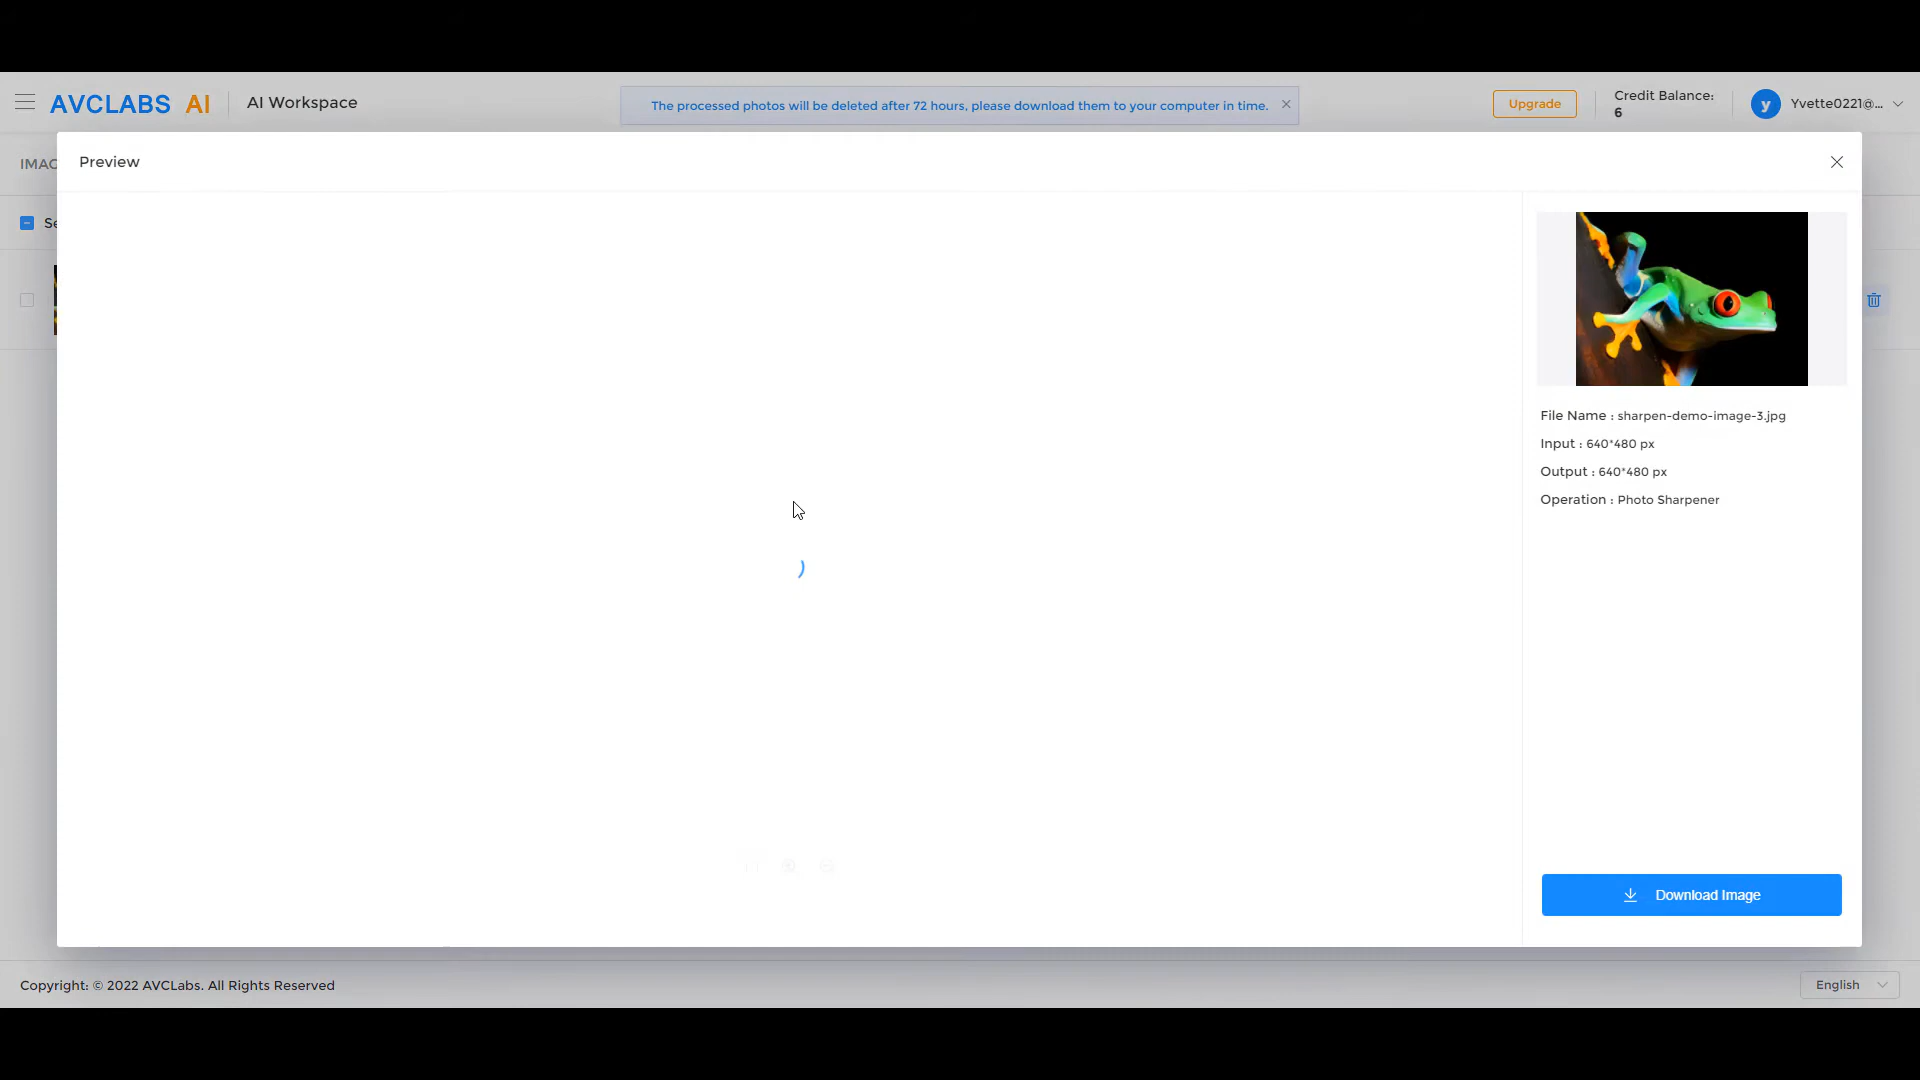 AVCLABS AI
AI Workspace
The processed photos will be deleted after 72 hours, please download them to your computer in time.
Upgrade
Credit Balance:
6
y
Yvette0221@...
IMAG
Preview
Se
File Name : sharpen-demo-image-3.jpg
Input : 640*480 px
Output : 640*480 px
Operation : Photo Sharpener
Download Image
Copyright: © 2022 AVCLabs. All Rights Reserved
English